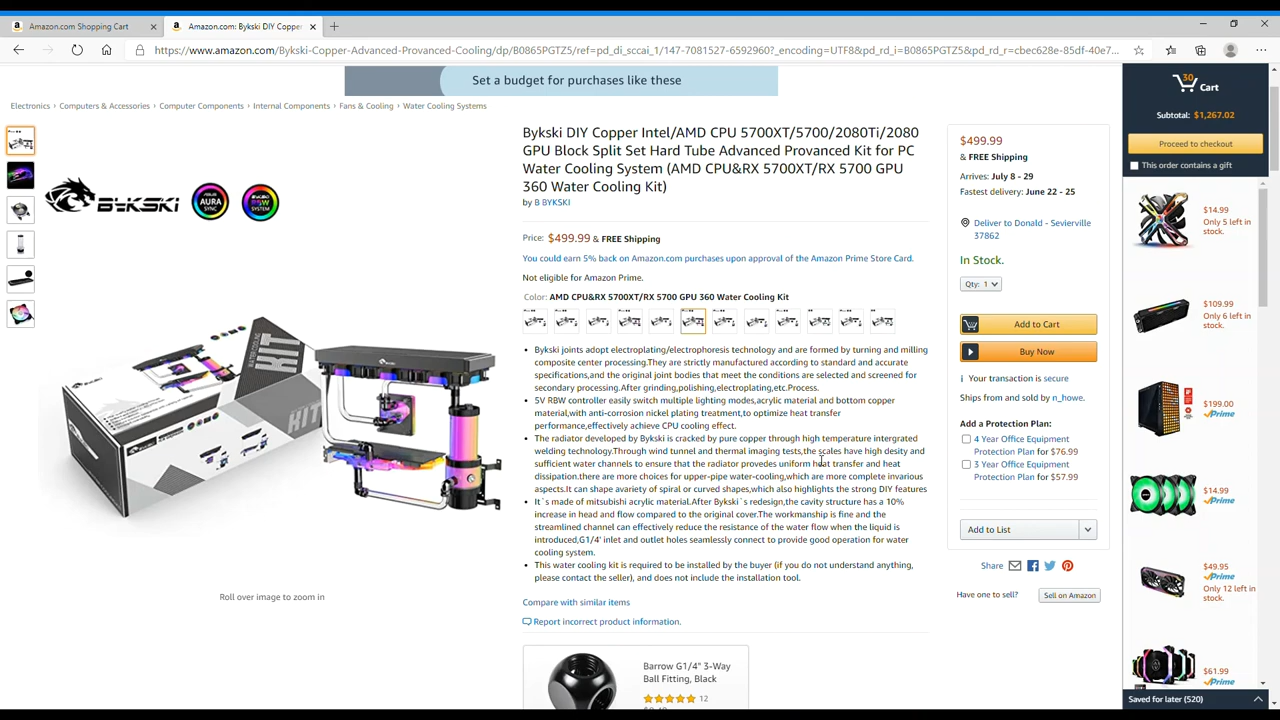 Amazon.com Shopping Cart
Amazon.com: Bykski DIY Copper
https://www.amazon.com/Bykski-Copper-Advanced-Provanced-Cooling/dp/B0865PGTZ5/ref=pd_di_sccai_1/147-7081527-6592960?_encoding=UTF8&pd_rd_i=B0865PGTZ5&pd_rd_r=cbec628e-85df-40e7...
Set a budget for purchases like these
Electronics › Computers & Accessories › Computer Components › Internal Components › Fans & Cooling › Water Cooling Systems
BYKSKI
AURA
SYNC
RBW
SYSTEM
KIT
Roll over image to zoom in
Bykski DIY Copper Intel/AMD CPU 5700XT/5700/2080Ti/2080
GPU Block Split Set Hard Tube Advanced Provanced Kit for PC
Water Cooling System (AMD CPU&RX 5700XT/RX 5700 GPU
360 Water Cooling Kit)
by B BYKSKI
Price: $499.99 & FREE Shipping
You could earn 5% back on Amazon.com purchases upon approval of the Amazon Prime Store Card.
Not eligible for Amazon Prime.
Color: AMD CPU&RX 5700XT/RX 5700 GPU 360 Water Cooling Kit
• Bykski joints adopt electroplating/electrophoresis technology and are formed by turning and milling
composite center processing.They are strictly manufactured according to standard and accurate
specifications,and the original joint bodies that meet the conditions are selected and screened for
secondary processing.After grinding,polishing,electroplating,etc.Process.
• 5V RBW controller easily switch multiple lighting modes,acrylic material and bottom copper
material,with anti-corrosion nickel plating treatment,to optimize heat transfer
performance,effectively achieve CPU cooling effect.
• The radiator developed by Bykski is cracked by pure copper through high temperature intergrated
welding technology.Through wind tunnel and thermal imaging tests,the scales have high desity and
sufficient water channels to ensure that the radiator provedes uniform heat transfer and heat
dissipation.there are more choices for upper-pipe water-cooling,which are more complete invarious
aspects.It can shape avariety of spiral or curved shapes,which also highlights the strong DIY features
• It`s made of mitsubishi acrylic material.After Bykski`s redesign,the cavity structure has a 10%
increase in head and flow compared to the original cover.The workmanship is fine and the
streamlined channel can effectively reduce the resistance of the water flow when the liquid is
introduced,G1/4' inlet and outlet holes seamlessly connect to provide good operation for water
cooling system.
• This water cooling kit is required to be installed by the buyer (if you do not understand anything,
please contact the seller), and does not include the installation tool.
Compare with similar items
Report incorrect product information.
Barrow G1/4" 3-Way
Ball Fitting, Black
12
$499.99
& FREE Shipping
Arrives: July 8 - 29
Fastest delivery: June 22 - 25
Deliver to Donald - Sevierville
37862
In Stock.
Qty: 1
Add to Cart
Buy Now
Your transaction is secure
Ships from and sold by n_howe.
Add a Protection Plan:
4 Year Office Equipment
Protection Plan for $76.99
3 Year Office Equipment
Protection Plan for $57.99
Add to List
Share
Have one to sell?
Sell on Amazon
30
Cart
Subtotal: $1,267.02
Proceed to checkout
This order contains a gift
$14.99
Only 5 left in
stock.
$109.99
Only 6 left in
stock.
$199.00
Prime
$14.99
Prime
$49.95
Prime
Only 12 left in
stock.
$61.99
Prime
Saved for later (520)